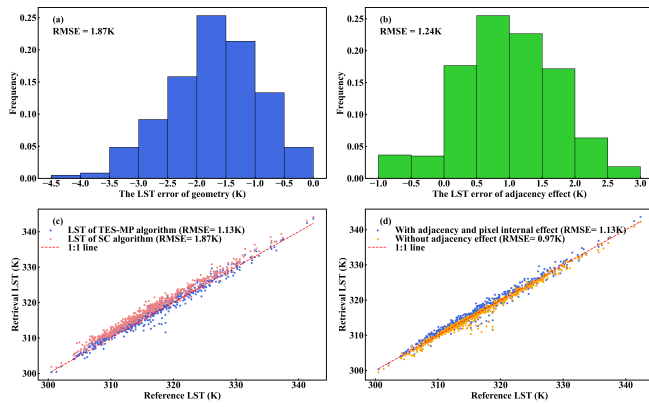 (a)
RMSE = 1.87K
Frequency
0.25
0.20
0.15
0.10
0.05
0.00
−4.5 −4.0 −3.5 −3.0 −2.5 −2.0 −1.5 −1.0 −0.5 0.0
The LST error of geometry (K)
(b)
RMSE = 1.24K
Frequency
0.25
0.20
0.15
0.10
0.05
0.00
−1.0 −0.5 0.0 0.5 1.0 1.5 2.0 2.5 3.0
The LST error of adjacency effect (K)
(c)
LST of TES-MP algorithm (RMSE= 1.13K)
LST of SC algorithm (RMSE= 1.87K)
1:1 line
Retrieval LST (K)
340
330
320
310
300
300 310 320 330 340
Reference LST (K)
(d)
With adjacency and pixel internal effect (RMSE= 1.13K)
Without adjacency effect(RMSE= 0.97K)
1:1 line
Retrieval LST (K)
340
330
320
310
300
300 310 320 330 340
Reference LST (K)